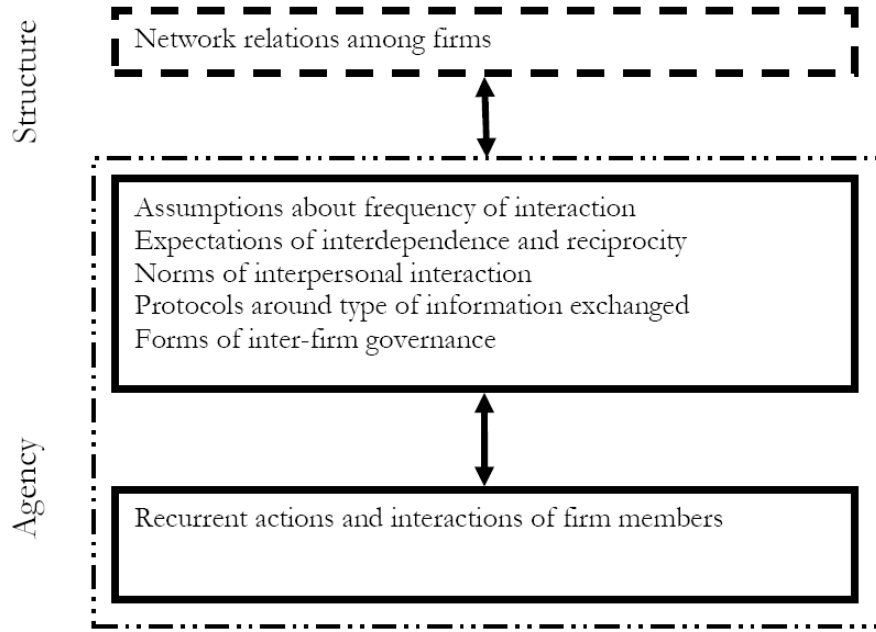 Structure
Network relations among firms
Assumptions about frequency of interaction
Expectations of interdependence and reciprocity
Norms of interpersonal interaction
Protocols around type of information exchanged
Forms of inter-firm governance
Agency
Recurrent actions and interactions of firm members